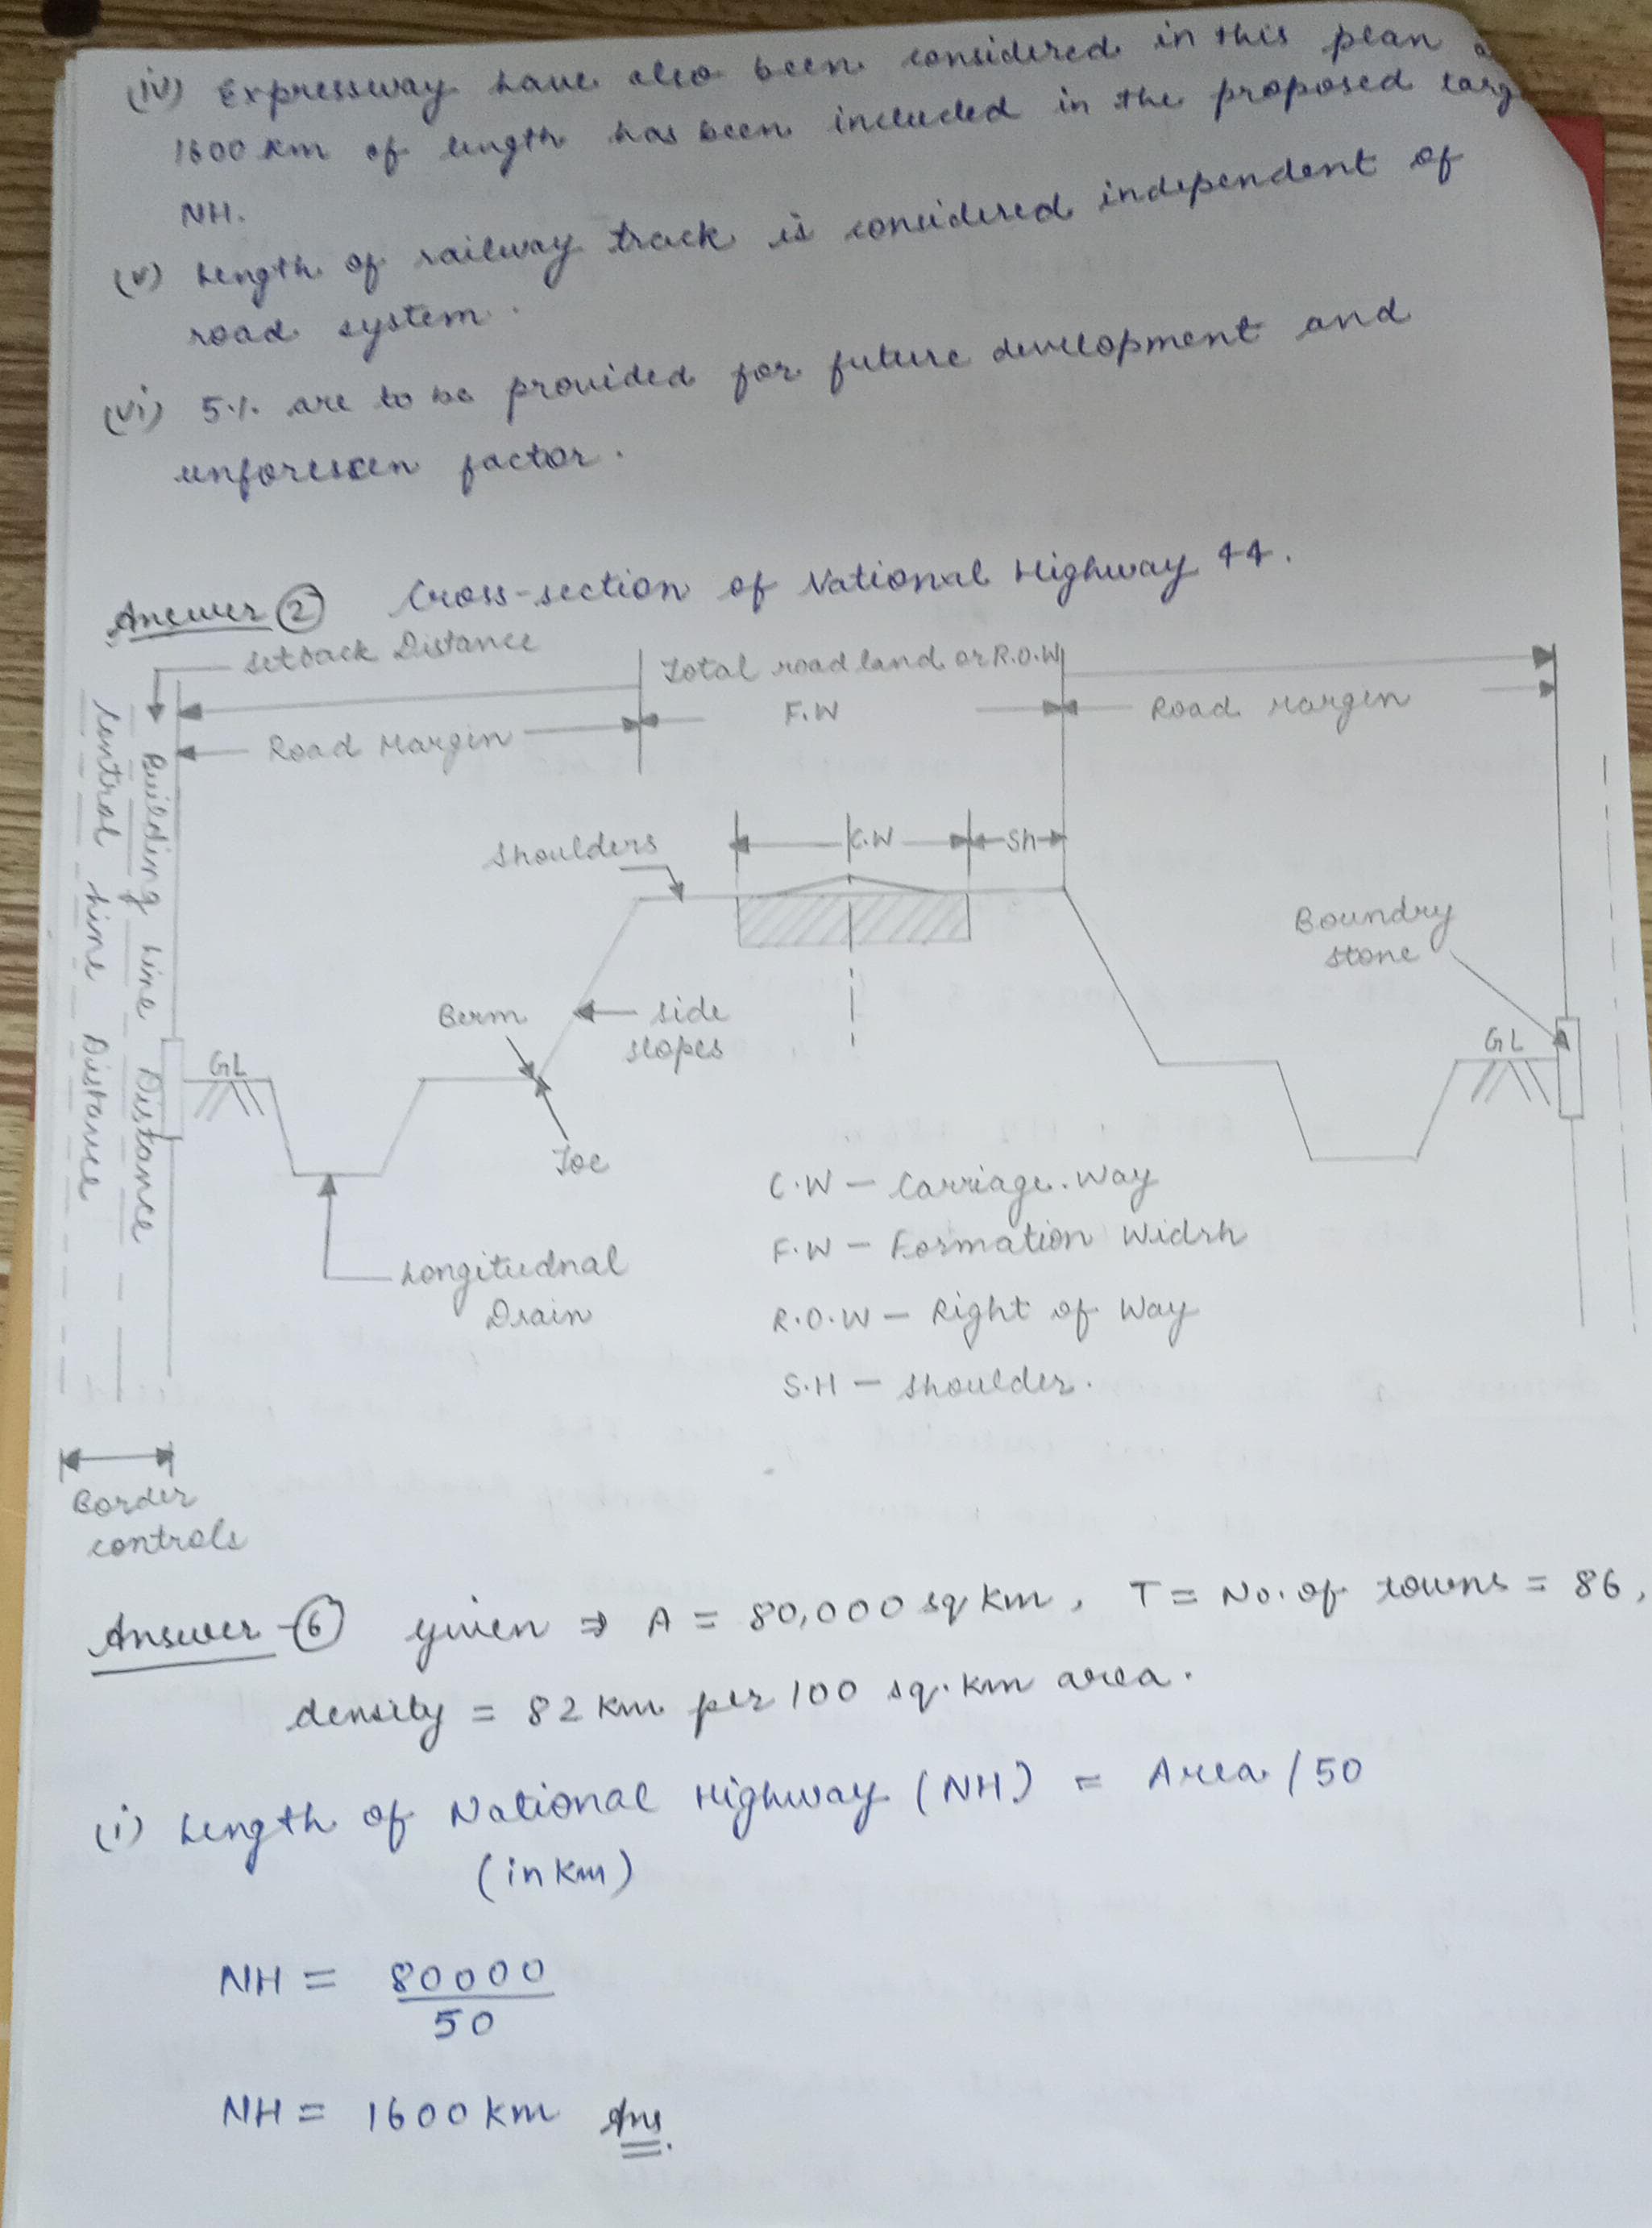 (iv) Expressway have also been considered in this plan
1600 km of length has been included in the proposed
NH.
(v) Length of railway track is considered independent of
road system.
(vi) 5% are to be provided for future development and
unforeseen factor.
Answer ② Cross-section of National Highway 44.
Setback Distance
Total road land or R.O.W
F.W
Road Margin
Road Margin
Control Line Distance
Building Line Distance
Shoulders
C.W
Sh
Boundry
stone
Berm
side
slopes
GL
GL
Toe
C.W - Carriage.Way
F.W - Formation Widrh
R.O.W - Right of Way
S.H - Shoulder.
Longitudnal
Drain
Border
controls
Answer - ⑥ given ⇒ A = 80,000 sq km, T = No. of towns = 86,
density = 82 km per 100 sq.km area.
(i) Length of National Highway (NH) = Area / 50
(in km)
NH = 80000
50
NH = 1600 km Ans.